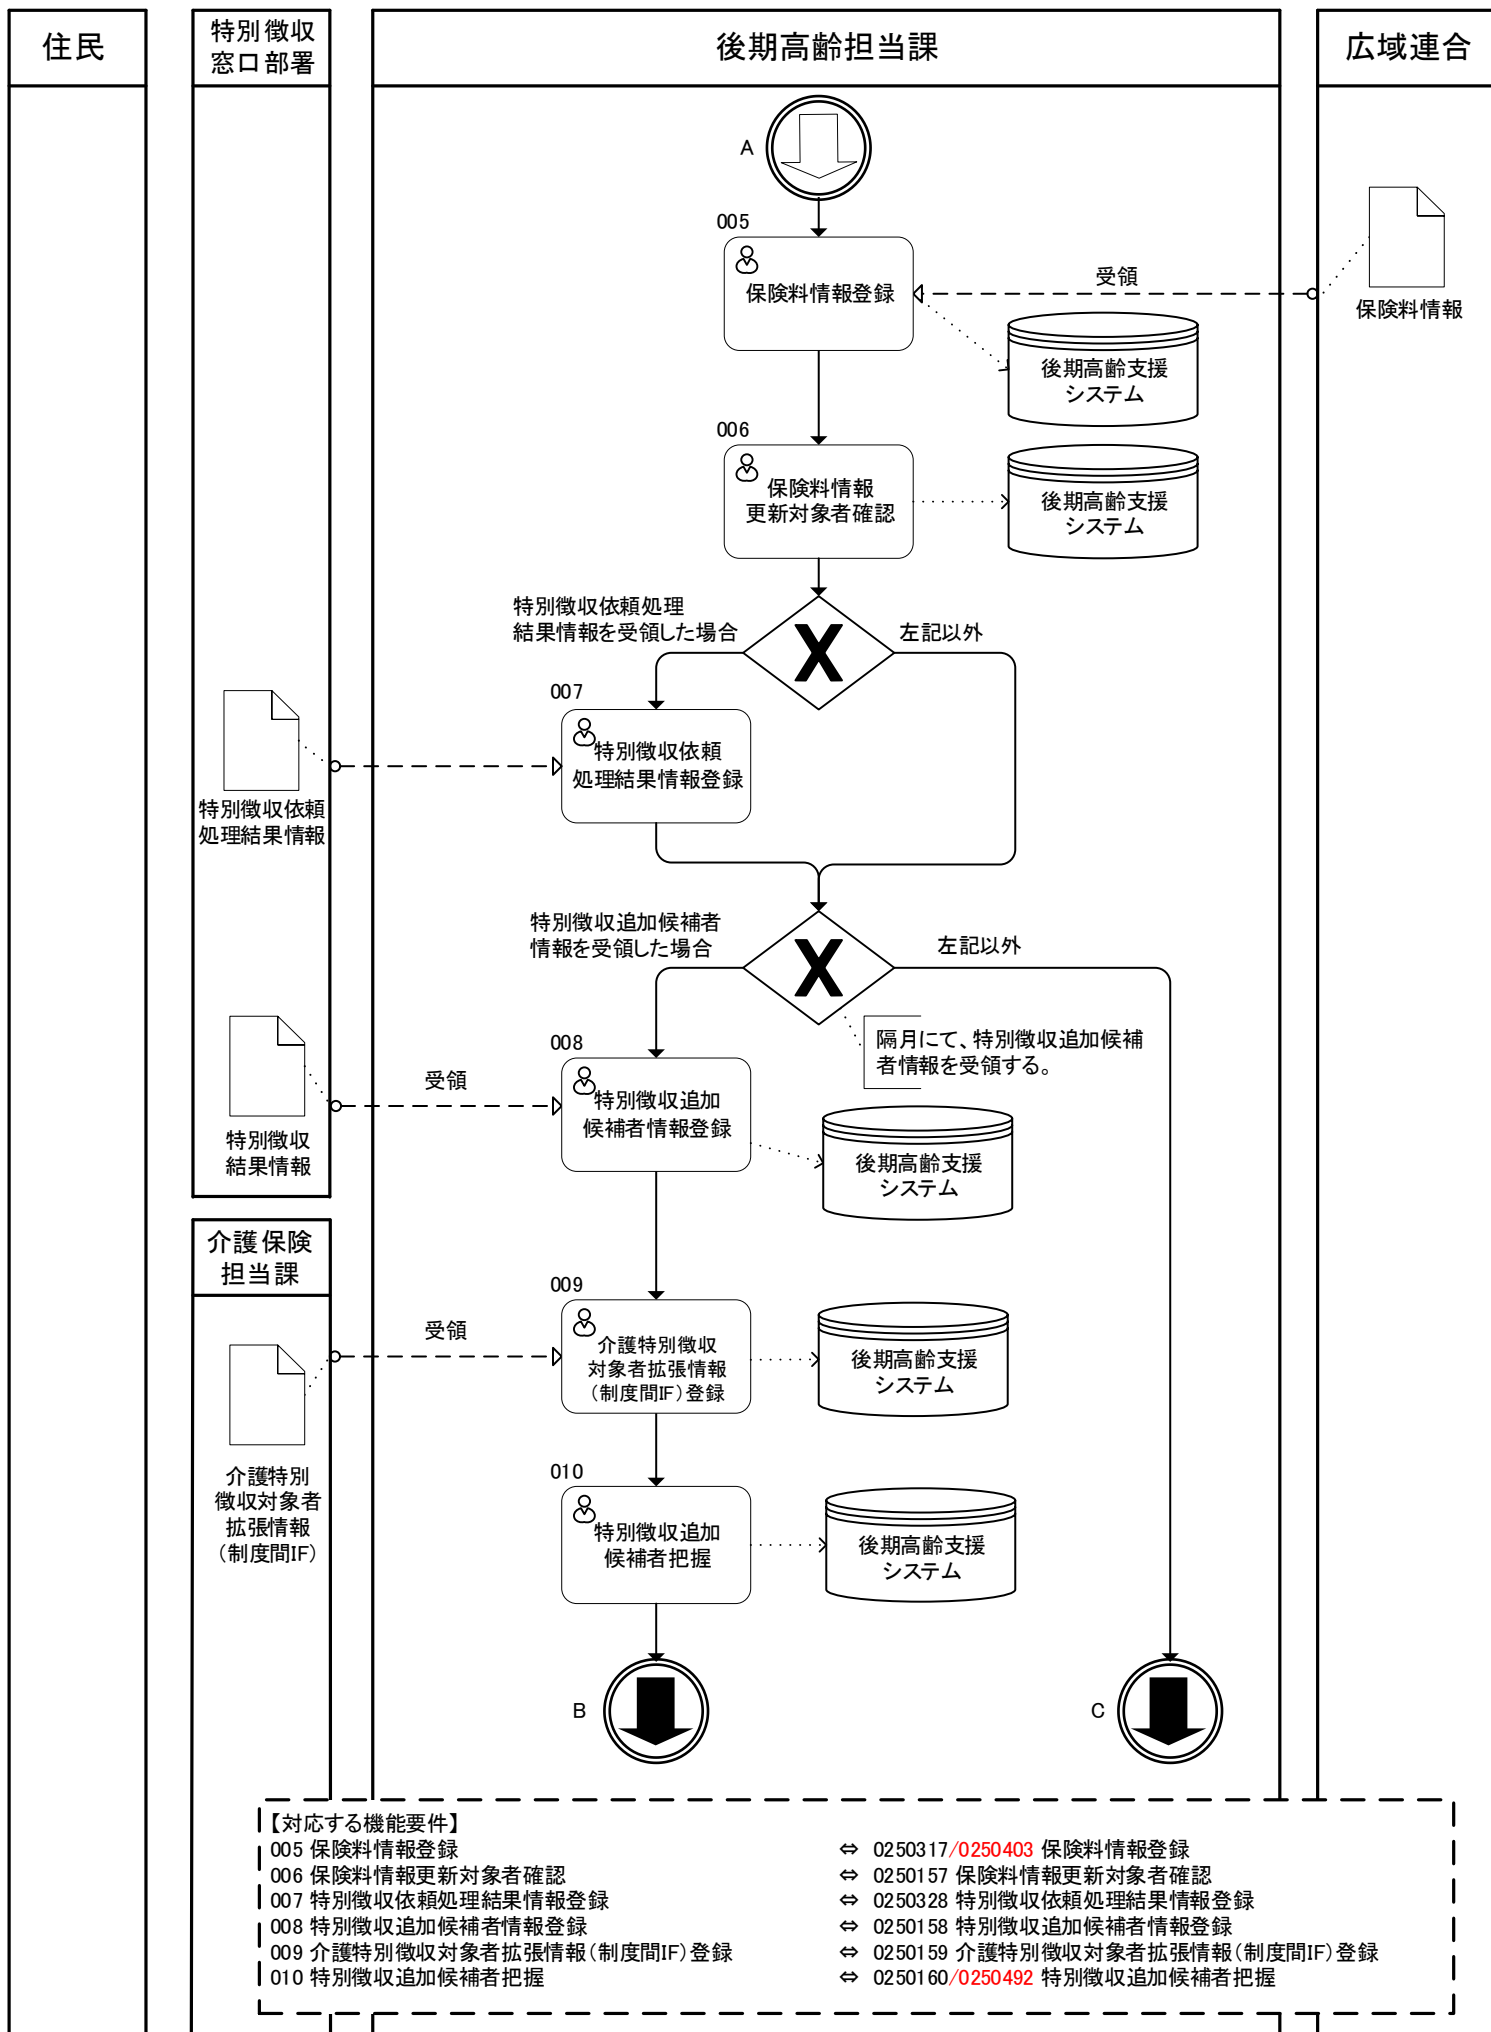 住民
特別徴収
窓口部署
後期高齢担当課
広域連合
A
005
保険料情報登録
受領
保険料情報
後期高齢支援
システム
006
保険料情報
更新対象者確認
後期高齢支援
システム
特別徴収依頼処理
結果情報を受領した場合
左記以外
007
特別徴収依頼
処理結果情報登録
特別徴収依頼
処理結果情報
特別徴収追加候補者
情報を受領した場合
左記以外
隔月にて、特別徴収追加候補
者情報を受領する。
008
受領
特別徴収追加
候補者情報登録
特別徴収
結果情報
後期高齢支援
システム
介護保険
担当課
009
受領
介護特別徴収
対象者拡張情報
（制度間IF）登録
後期高齢支援
システム
介護特別
徴収対象者
拡張情報
（制度間IF）
010
特別徴収追加
候補者把握
後期高齢支援
システム
B
C
【対応する機能要件】
005 保険料情報登録 ⇔ 0250317/0250403 保険料情報登録
006 保険料情報更新対象者確認 ⇔ 0250157 保険料情報更新対象者確認
007 特別徴収依頼処理結果情報登録 ⇔ 0250328 特別徴収依頼処理結果情報登録
008 特別徴収追加候補者情報登録 ⇔ 0250158 特別徴収追加候補者情報登録
009 介護特別徴収対象者拡張情報（制度間IF）登録 ⇔ 0250159 介護特別徴収対象者拡張情報（制度間IF）登録
010 特別徴収追加候補者把握 ⇔ 0250160/0250492 特別徴収追加候補者把握